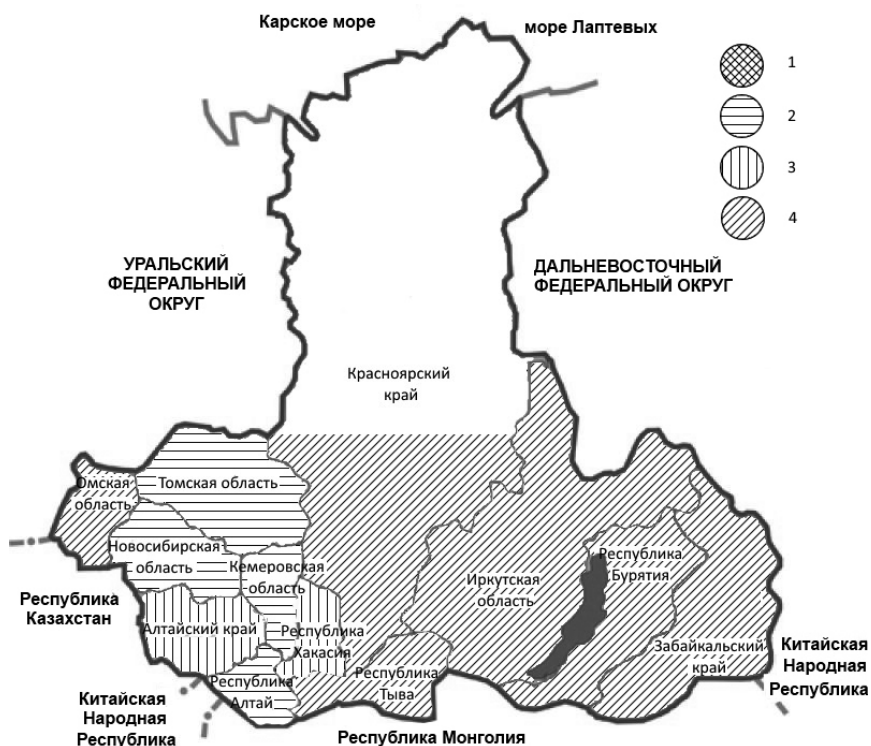 Карское море
море Лаптевых
1
2
3
4
УРАЛЬСКИЙ
ФЕДЕРАЛЬНЫЙ
ОКРУГ
ДАЛЬНЕВОСТОЧНЫЙ
ФЕДЕРАЛЬНЫЙ ОКРУГ
Красноярский
край
Омская
область
Томская область
Новосибирская
область
Кемеровская
область
Республика
Бурятия
Иркутская
область
Республика
Казахстан
Алтайский край
Республика
Хакасия
Забайкальский
край
Китайская
Народная
Республика
Республика
Алтай
Республика
Тыва
Китайская
Народная
Республика
Республика Монголия